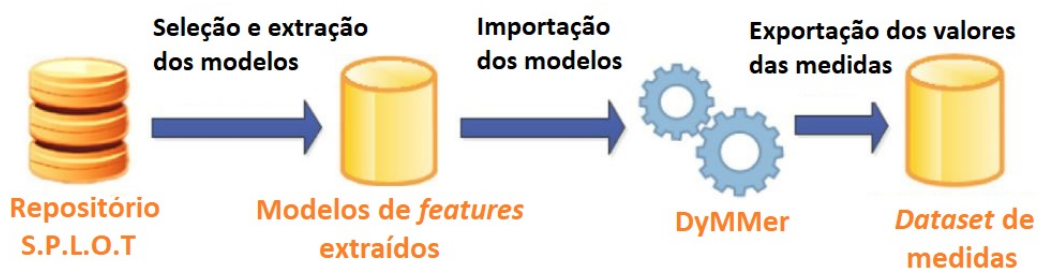 Seleção e extração
dos modelos
Importação
dos modelos
Exportação dos valores
das medidas
Repositório
S.P.L.O.T
Modelos de features
extraídos
DyMMer
Dataset de
medidas